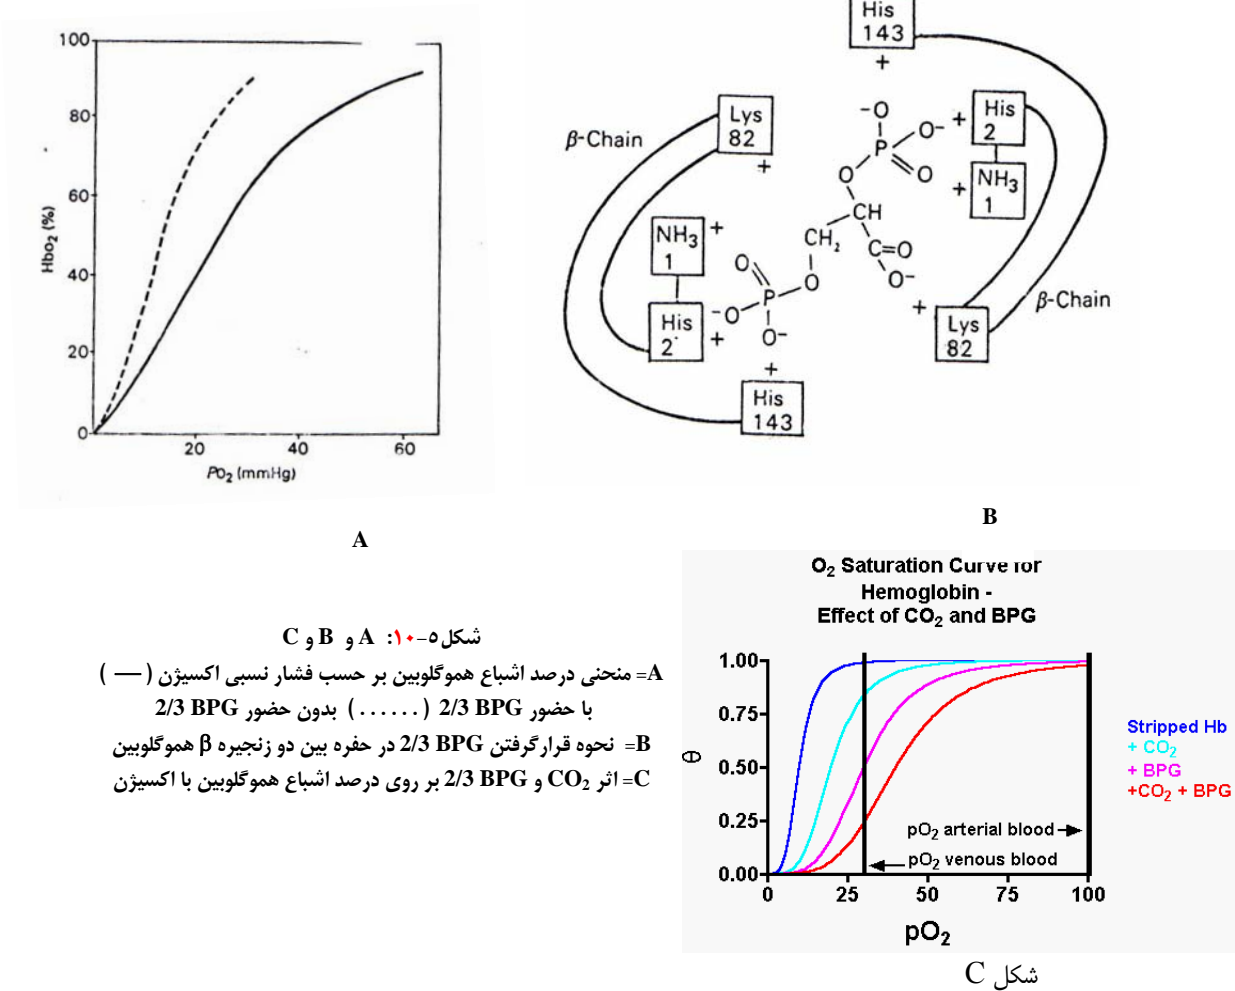 100
80
60
40
20
0
Hbo2 (%)
20 40 60
PO2 (mmHg)
A
His
143
+
Lys
82
+
β-Chain
-O
O-
P
O
O
+
His
2
+
NH3
1
CH
CH2
C=O
O-
O
NH3
1
+
O
P
-O
O-
His
2
+
+
His
143
+
Lys
82
β-Chain
B
شکل۵-۱۰: A و B و C
A= منحنی درصد اشباع هموگلوبین بر حسب فشار نسبی اکسیژن ( — )
با حضور 2/3 BPG ( ...... ) بدون حضور 2/3 BPG
B= نحوه قرارگرفتن 2/3 BPG در حفره بین دو زنجیره β هموگلوبین
C= اثر CO2 و 2/3 BPG بر روی درصد اشباع هموگلوبین با اکسیژن
O2 Saturation Curve for
Hemoglobin -
Effect of CO2 and BPG
1.00
0.75
0.50
0.25
0.00
θ
0 25 50 75 100
pO2
pO2 arterial blood
pO2 venous blood
Stripped Hb
+ CO2
+ BPG
+CO2 + BPG
شکل C